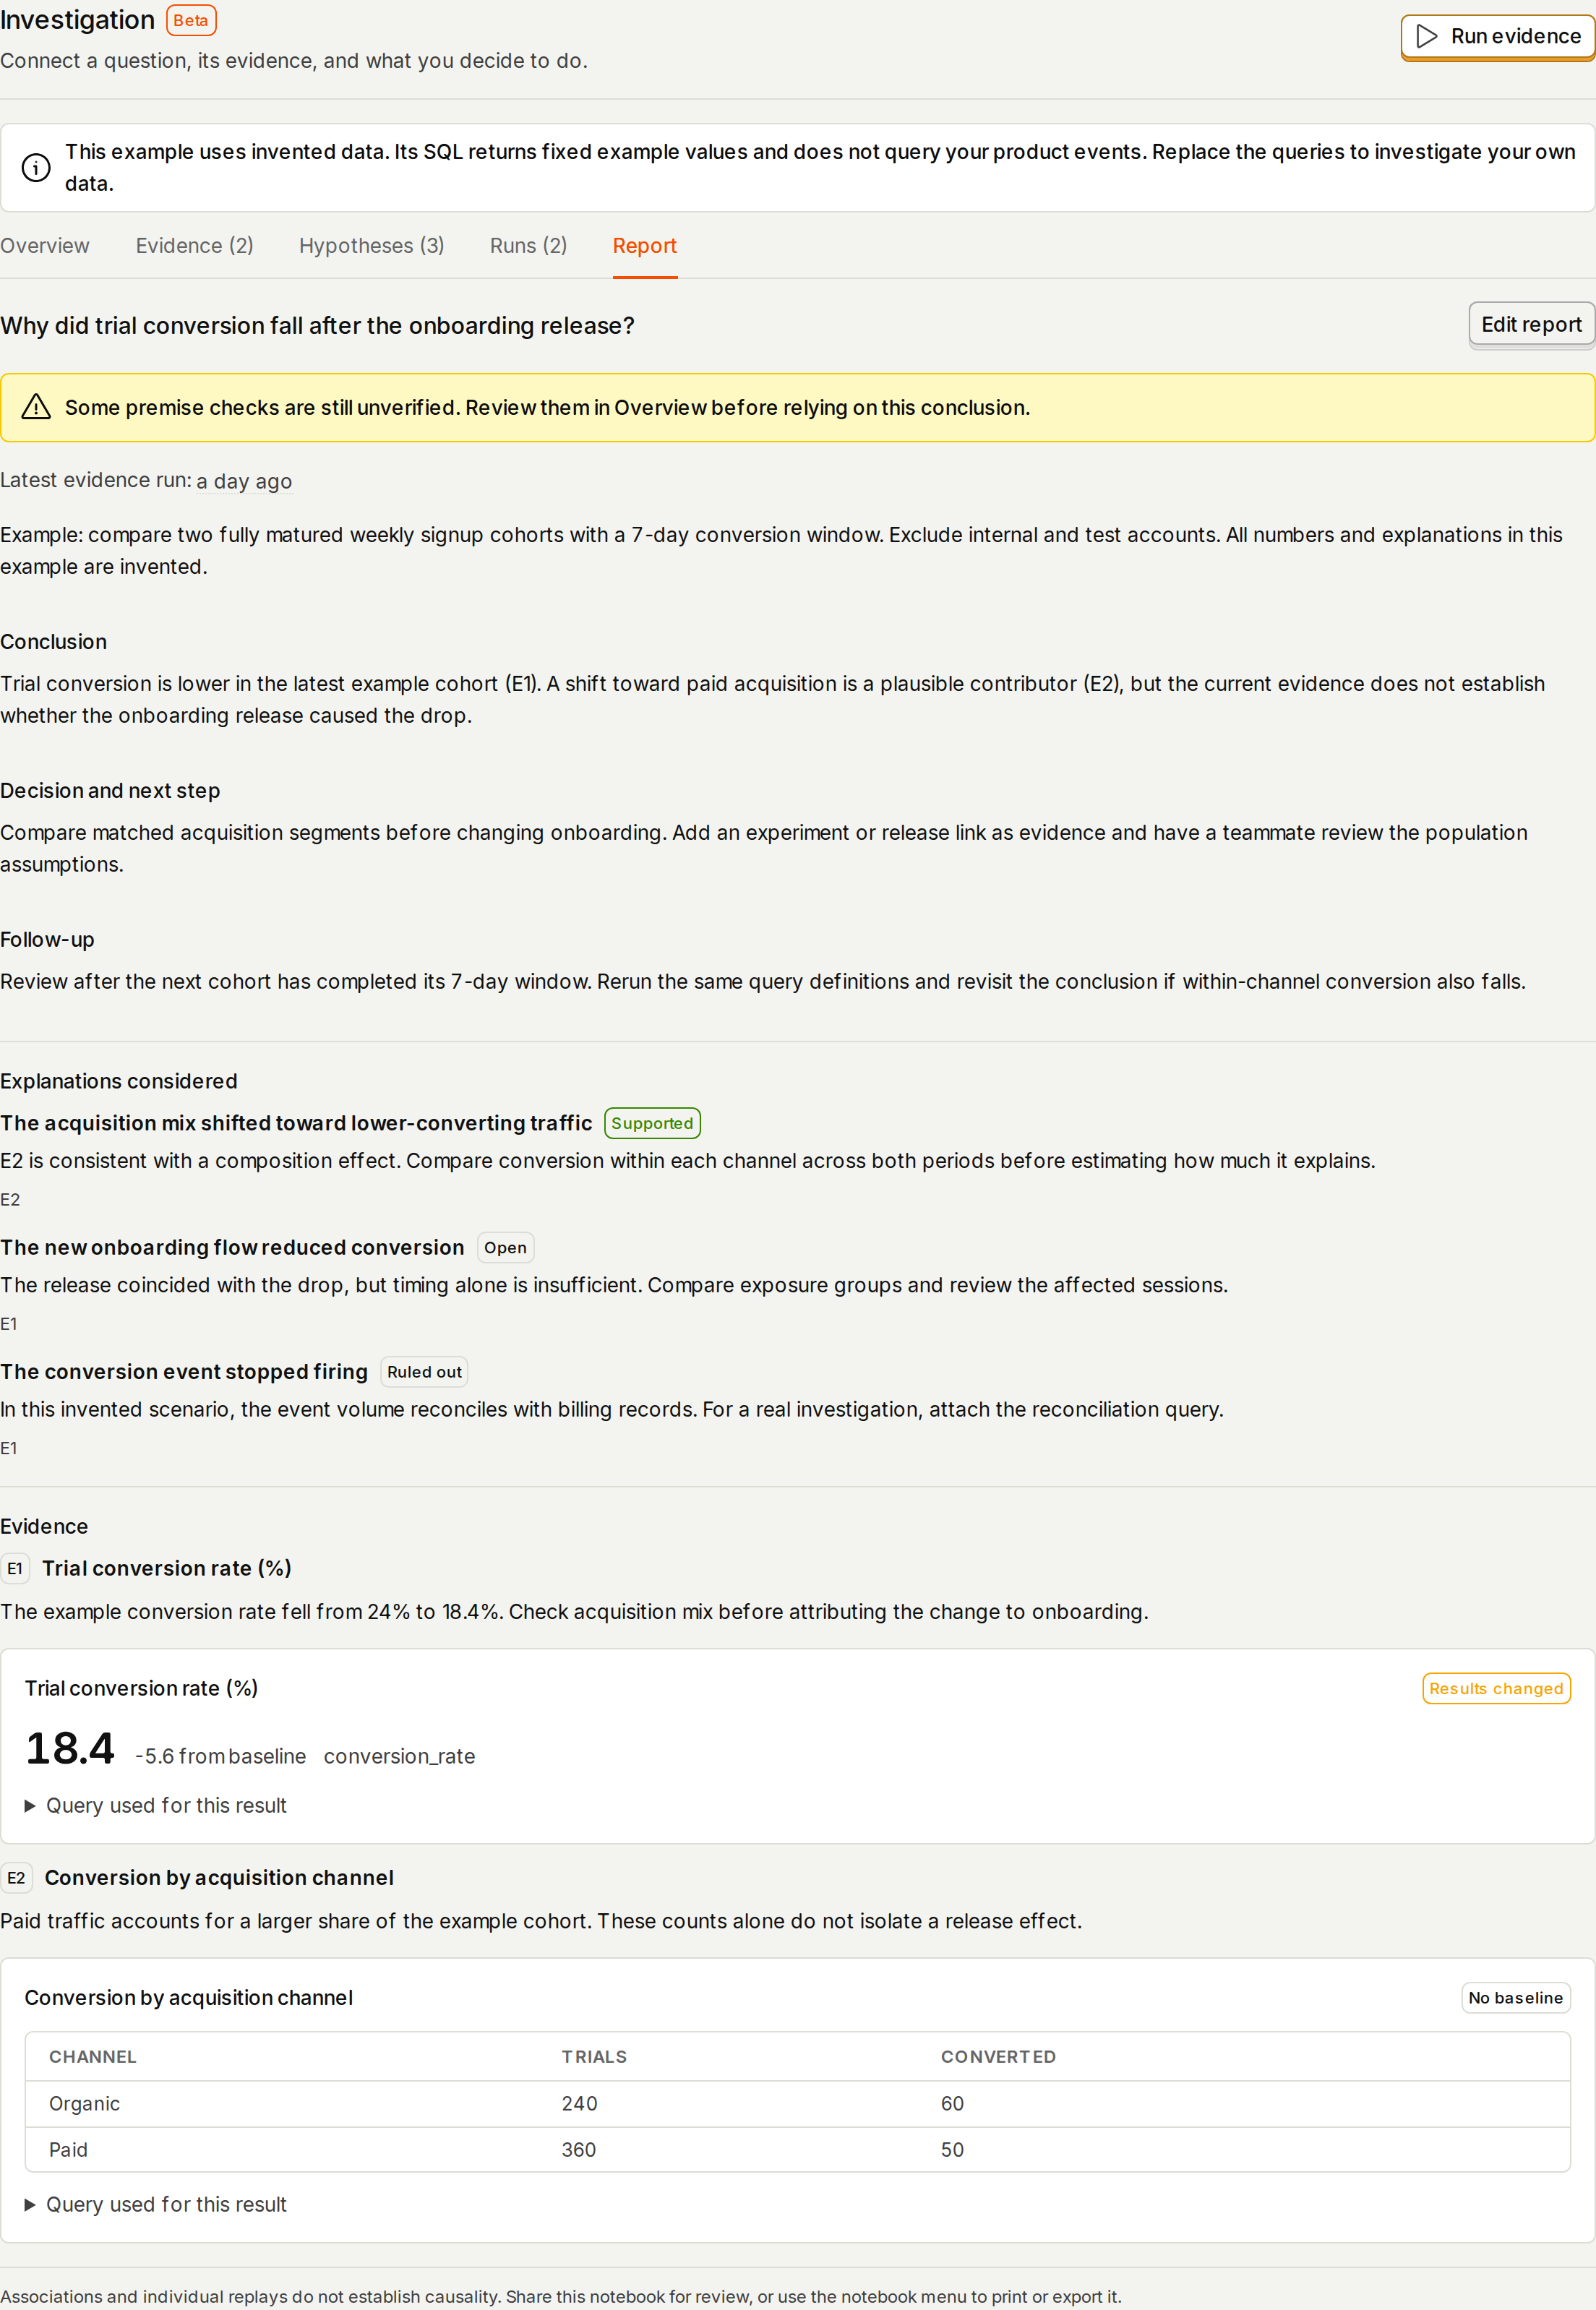 Investigation Beta
Run evidence
Connect a question, its evidence, and what you decide to do.
This example uses invented data. Its SQL returns fixed example values and does not query your product events. Replace the queries to investigate your own
data.
Overview Evidence (2) Hypotheses (3) Runs (2) Report
Why did trial conversion fall after the onboarding release?
Edit report
Some premise checks are still unverified. Review them in Overview before relying on this conclusion.
Latest evidence run: a day ago
Example: compare two fully matured weekly signup cohorts with a 7-day conversion window. Exclude internal and test accounts. All numbers and explanations in this
example are invented.
Conclusion
Trial conversion is lower in the latest example cohort (E1). A shift toward paid acquisition is a plausible contributor (E2), but the current evidence does not establish
whether the onboarding release caused the drop.
Decision and next step
Compare matched acquisition segments before changing onboarding. Add an experiment or release link as evidence and have a teammate review the population
assumptions.
Follow-up
Review after the next cohort has completed its 7-day window. Rerun the same query definitions and revisit the conclusion if within-channel conversion also falls.
Explanations considered
The acquisition mix shifted toward lower-converting traffic Supported
E2 is consistent with a composition effect. Compare conversion within each channel across both periods before estimating how much it explains.
E2
The new onboarding flow reduced conversion Open
The release coincided with the drop, but timing alone is insufficient. Compare exposure groups and review the affected sessions.
E1
The conversion event stopped firing Ruled out
In this invented scenario, the event volume reconciles with billing records. For a real investigation, attach the reconciliation query.
E1
Evidence
E1 Trial conversion rate (%)
The example conversion rate fell from 24% to 18.4%. Check acquisition mix before attributing the change to onboarding.
Trial conversion rate (%) Results changed
18.4 -5.6 from baseline conversion_rate
Query used for this result
E2 Conversion by acquisition channel
Paid traffic accounts for a larger share of the example cohort. These counts alone do not isolate a release effect.
Conversion by acquisition channel No baseline
CHANNEL TRIALS CONVERTED
Organic 240 60
Paid 360 50
Query used for this result
Associations and individual replays do not establish causality. Share this notebook for review, or use the notebook menu to print or export it.